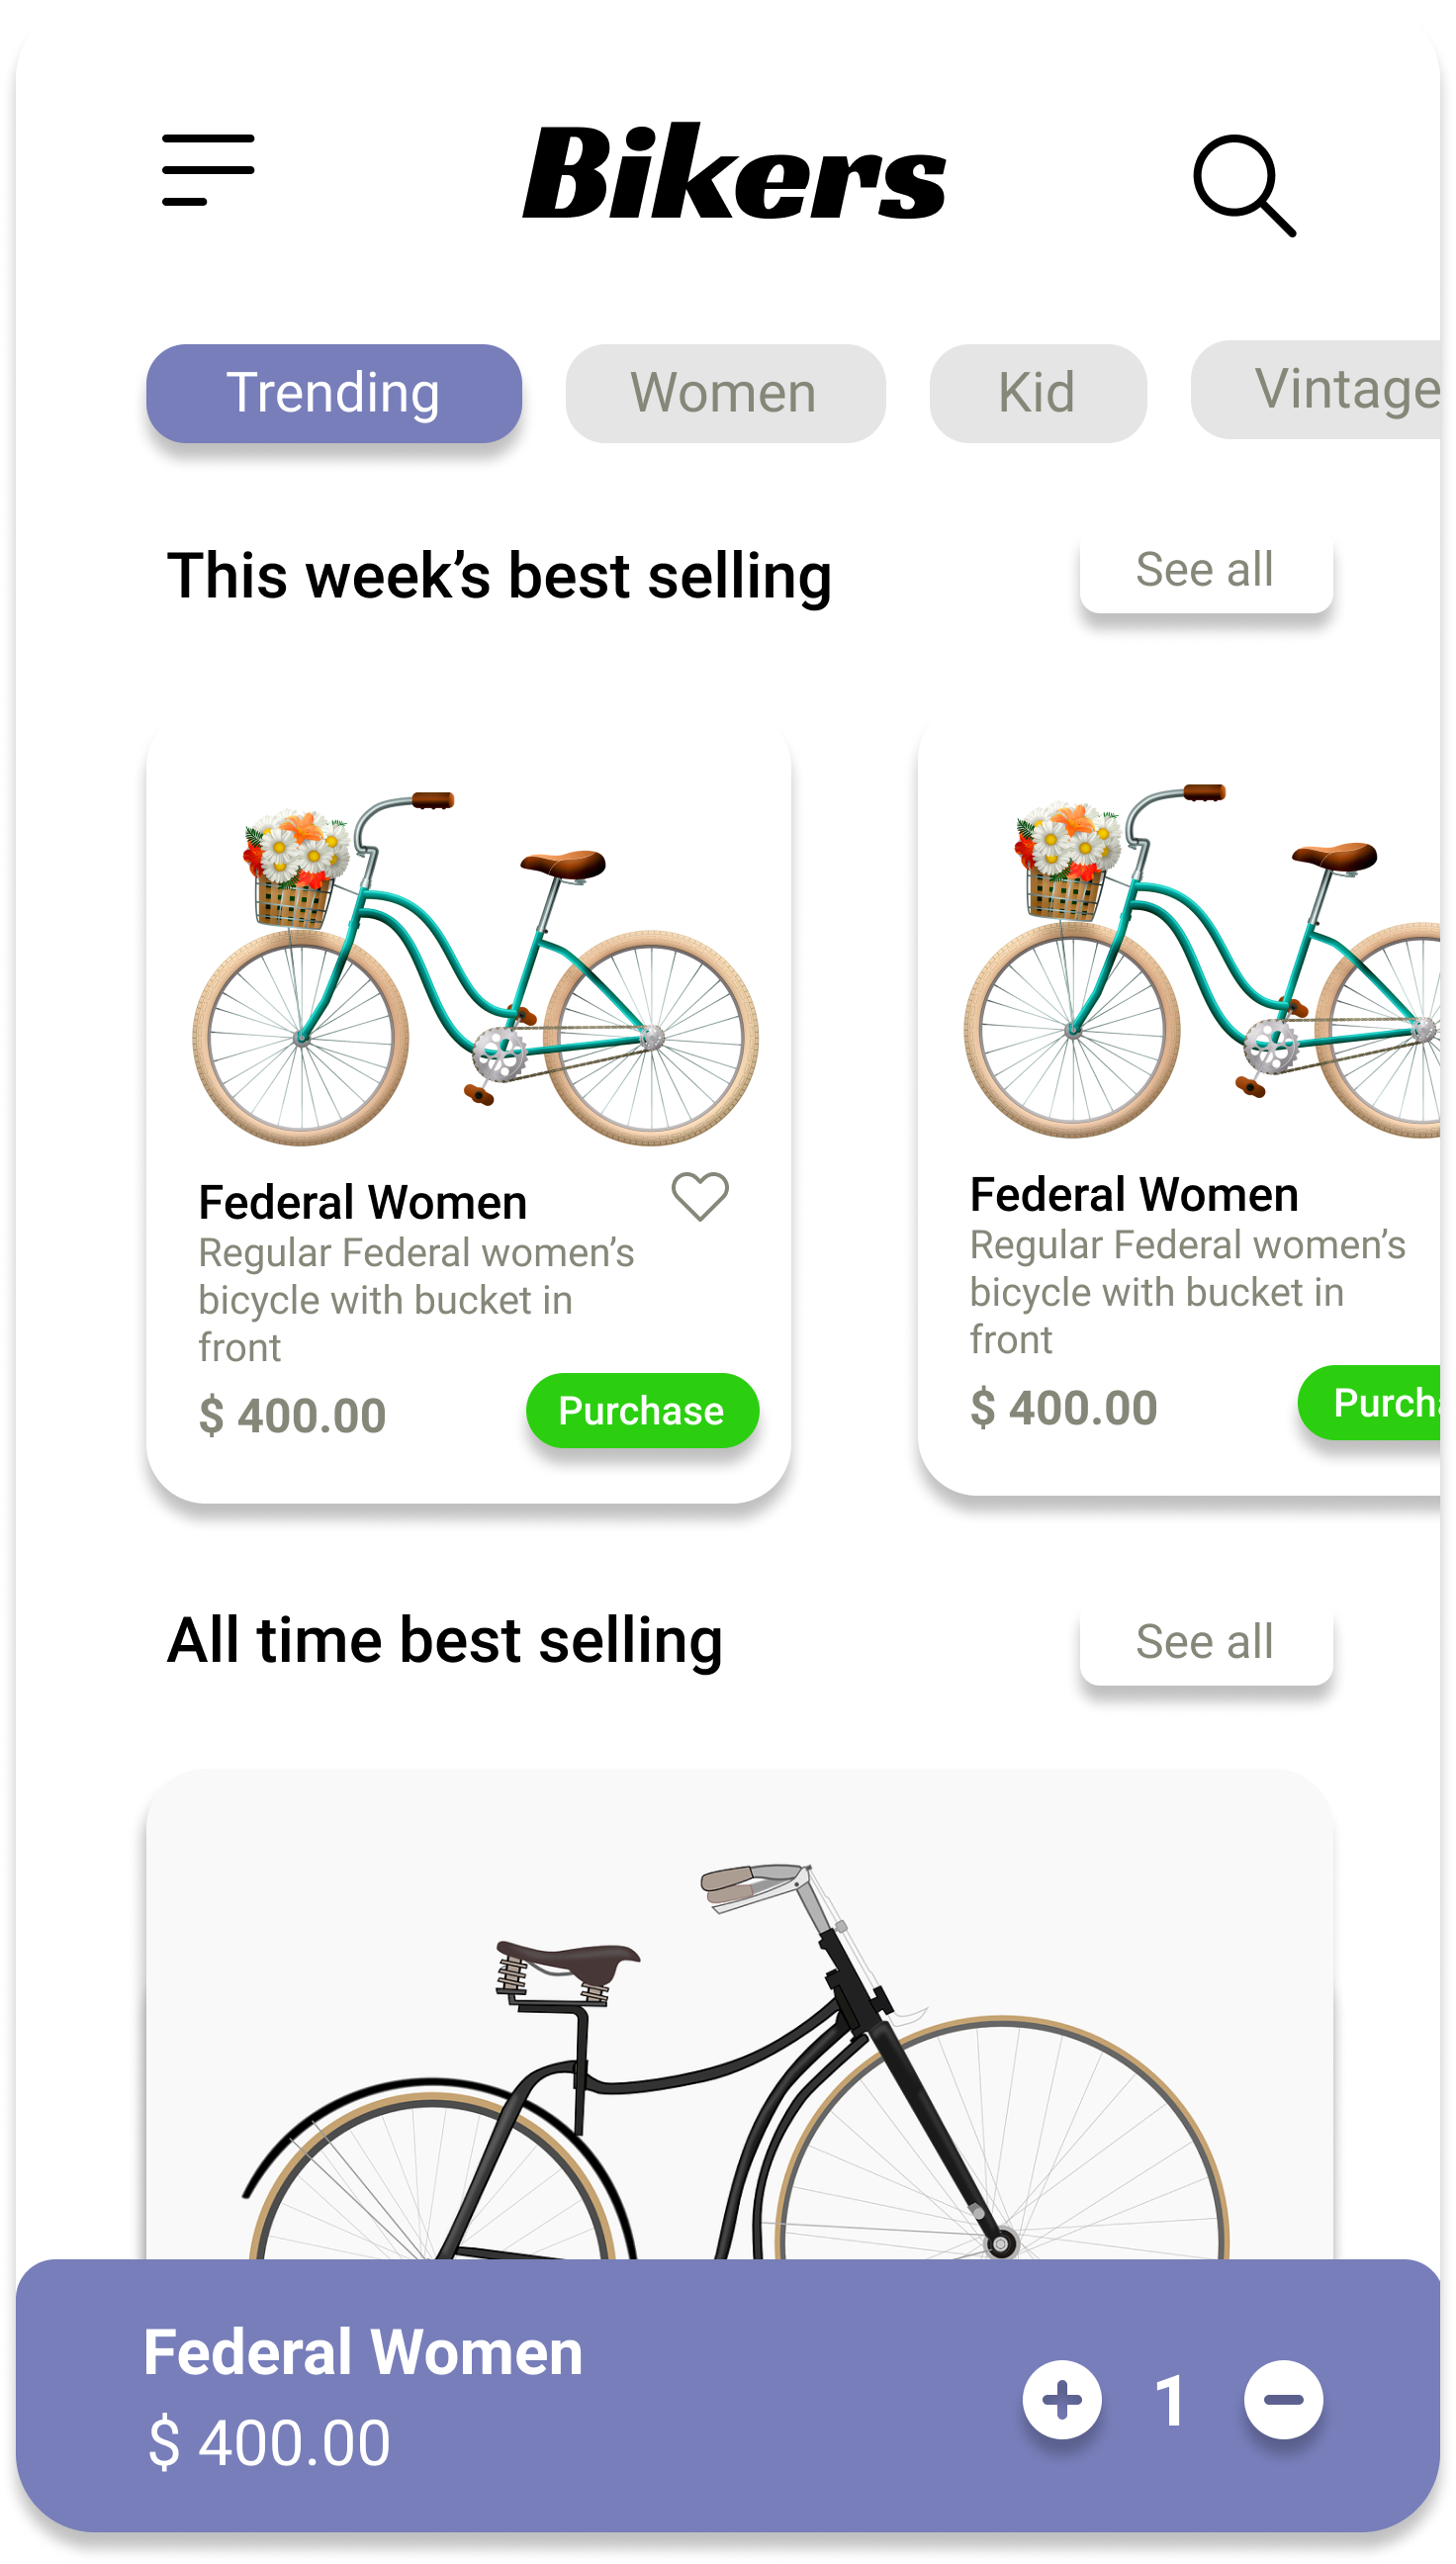 Bikers
Trending
Women
Kid
Vintage
This week’s best selling
See all
Federal Women
Regular Federal women’s
bicycle with bucket in
front
$ 400.00
Purchase
Federal Women
Regular Federal women’s
bicycle with bucket in
front
$ 400.00
Purcha
All time best selling
See all
Federal Women
$ 400.00
1